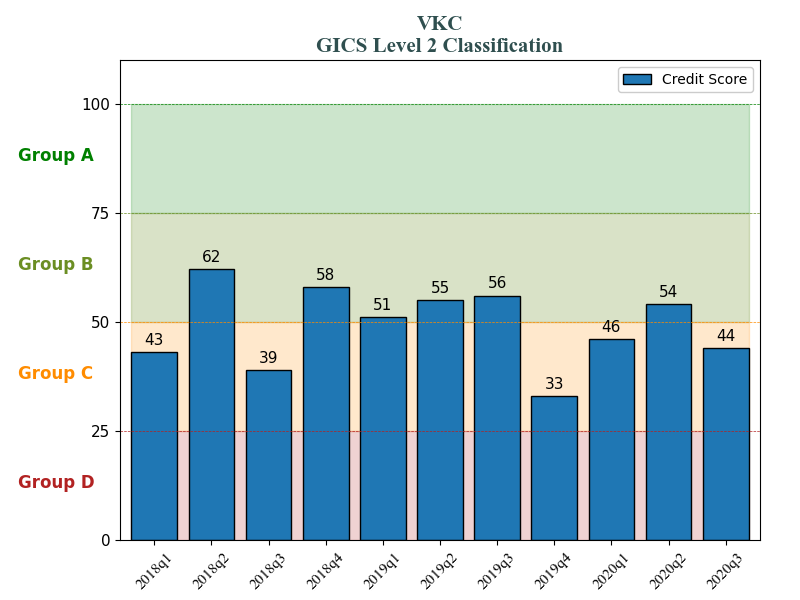 VKC
GICS Level 2 Classification
Credit Score
100
Group A
75
Group B
62
58
56
55
54
51
50
46
44
43
39
Group C
33
25
Group D
0
2018q1
2018q2
2018q3
2018q4
2019q1
2019q2
2019q3
2019q4
2020q1
2020q2
2020q3